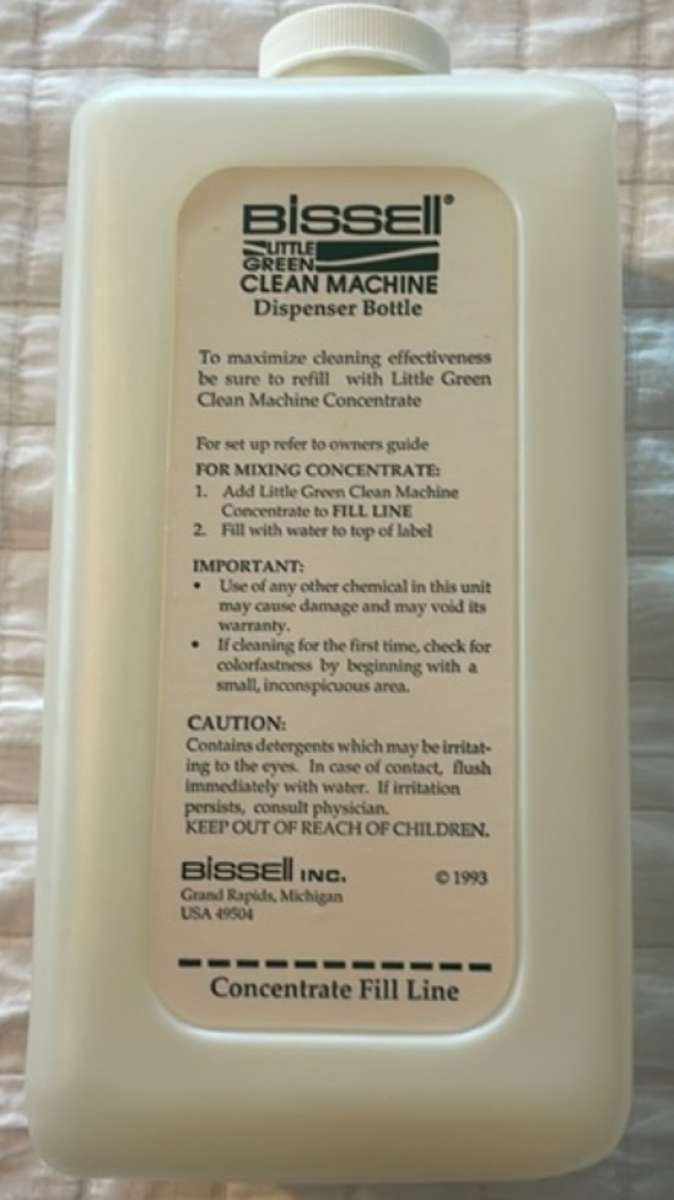 BISSELL®
LITTLE
GREEN
CLEAN MACHINE
Dispenser Bottle
To maximize cleaning effectiveness
be sure to refill with Little Green
Clean Machine Concentrate
For set up refer to owners guide
FOR MIXING CONCENTRATE:
1. Add Little Green Clean Machine
Concentrate to FILL LINE
2. Fill with water to top of label
IMPORTANT:
• Use of any other chemical in this unit
may cause damage and may void its
warranty.
• If cleaning for the first time, check for
colorfastness by beginning with a
small, inconspicuous area.
CAUTION:
Contains detergents which may be irritat-
ing to the eyes. In case of contact, flush
immediately with water. If irritation
persists, consult physician.
KEEP OUT OF REACH OF CHILDREN.
BISSELL INC. © 1993
Grand Rapids, Michigan
USA 49504
Concentrate Fill Line